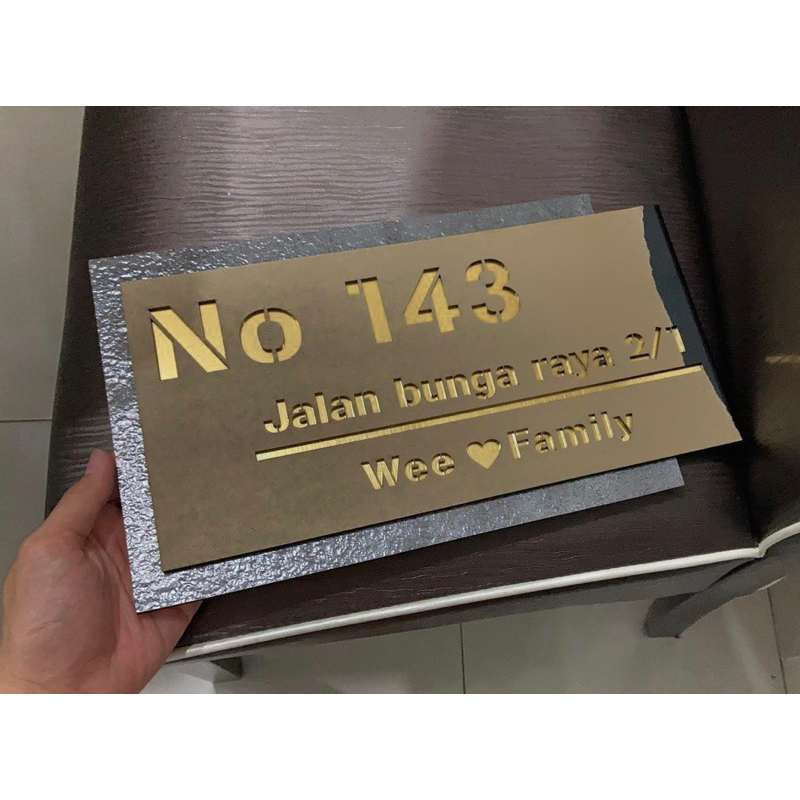 No 143
Jalan bunga raya 2/1
Wee ♥ Family